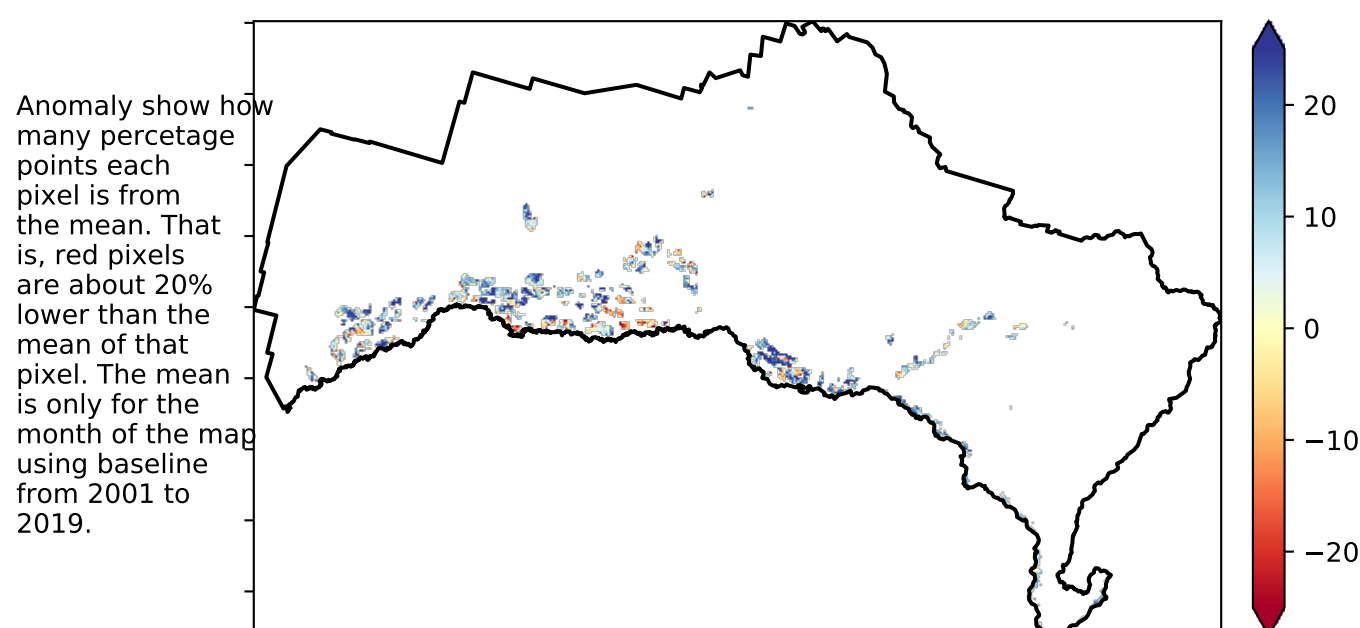 Anomaly show how
many percetage
points each
pixel is from
the mean. That
is, red pixels
are about 20%
lower than the
mean of that
pixel. The mean
is only for the
month of the map
using baseline
from 2001 to
2019.
20
10
0
−10
−20